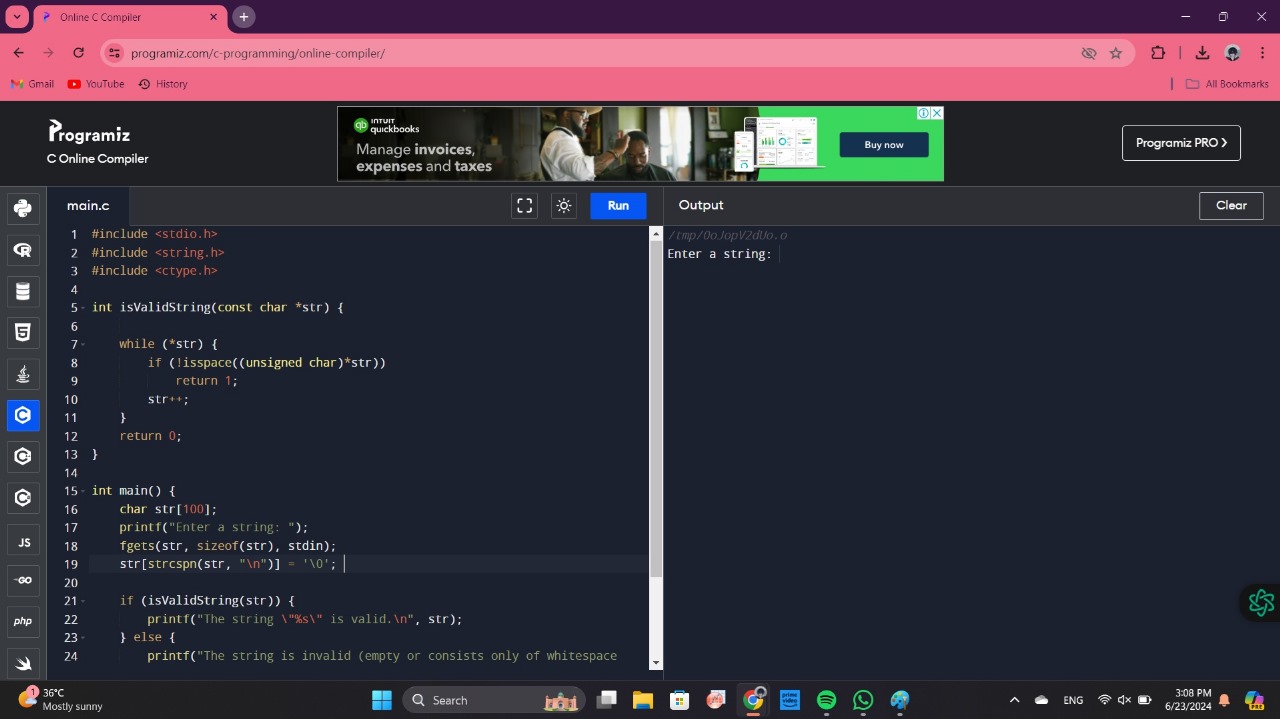 Online C Compiler
programiz.com/c-programming/online-compiler/
Gmail
YouTube
History
All Bookmarks
Programiz
C Online Compiler
INTUIT
quickbooks
Manage invoices,
expenses and taxes
Buy now
Programiz PRO
main.c
Run
Output
Clear
1 #include <stdio.h>
2 #include <string.h>
3 #include <ctype.h>
4
5 int isValidString(const char *str) {
6
7 while (*str) {
8 if (!isspace((unsigned char)*str))
9 return 1;
10 str++;
11 }
12 return 0;
13 }
14
15 int main() {
16 char str[100];
17 printf("Enter a string: ");
18 fgets(str, sizeof(str), stdin);
19 str[strcspn(str, "\n")] = '\0';
20
21 if (isValidString(str)) {
22 printf("The string \"%s\" is valid.\n", str);
23 } else {
24 printf("The string is invalid (empty or consists only of whitespace
/tmp/OoJopV2dUo.o
Enter a string:
JS
GO
php
1
36°C
Mostly sunny
Search
prime video
ENG
3:08 PM
6/23/2024
PRE